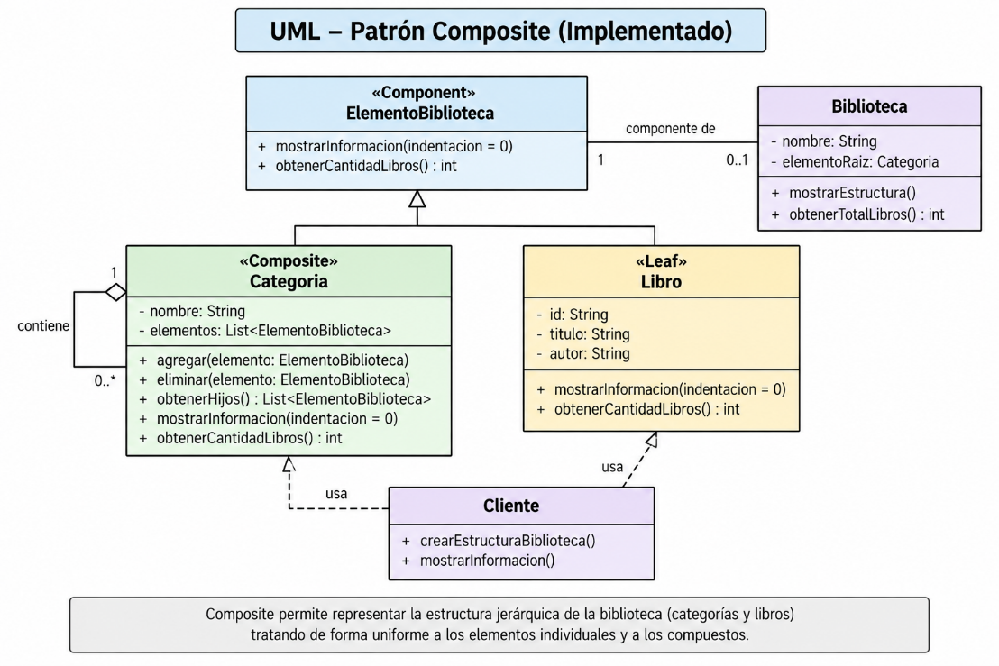 UML – Patrón Composite (Implementado)
«Component»
ElementoBiblioteca
+ mostrarInformacion(indentacion = 0)
+ obtenerCantidadLibros() : int
componente de
1
0..1
Biblioteca
- nombre: String
- elementoRaiz: Categoria
+ mostrarEstructura()
+ obtenerTotalLibros() : int
«Composite»
Categoria
- nombre: String
- elementos: List<ElementoBiblioteca>
+ agregar(elemento: ElementoBiblioteca)
+ eliminar(elemento: ElementoBiblioteca)
+ obtenerHijos() : List<ElementoBiblioteca>
+ mostrarInformacion(indentacion = 0)
+ obtenerCantidadLibros() : int
1
contiene
0..*
«Leaf»
Libro
- id: String
- titulo: String
- autor: String
+ mostrarInformacion(indentacion = 0)
+ obtenerCantidadLibros() : int
usa
usa
Cliente
+ crearEstructuraBiblioteca()
+ mostrarInformacion()
Composite permite representar la estructura jerárquica de la biblioteca (categorías y libros)
tratando de forma uniforme a los elementos individuales y a los compuestos.